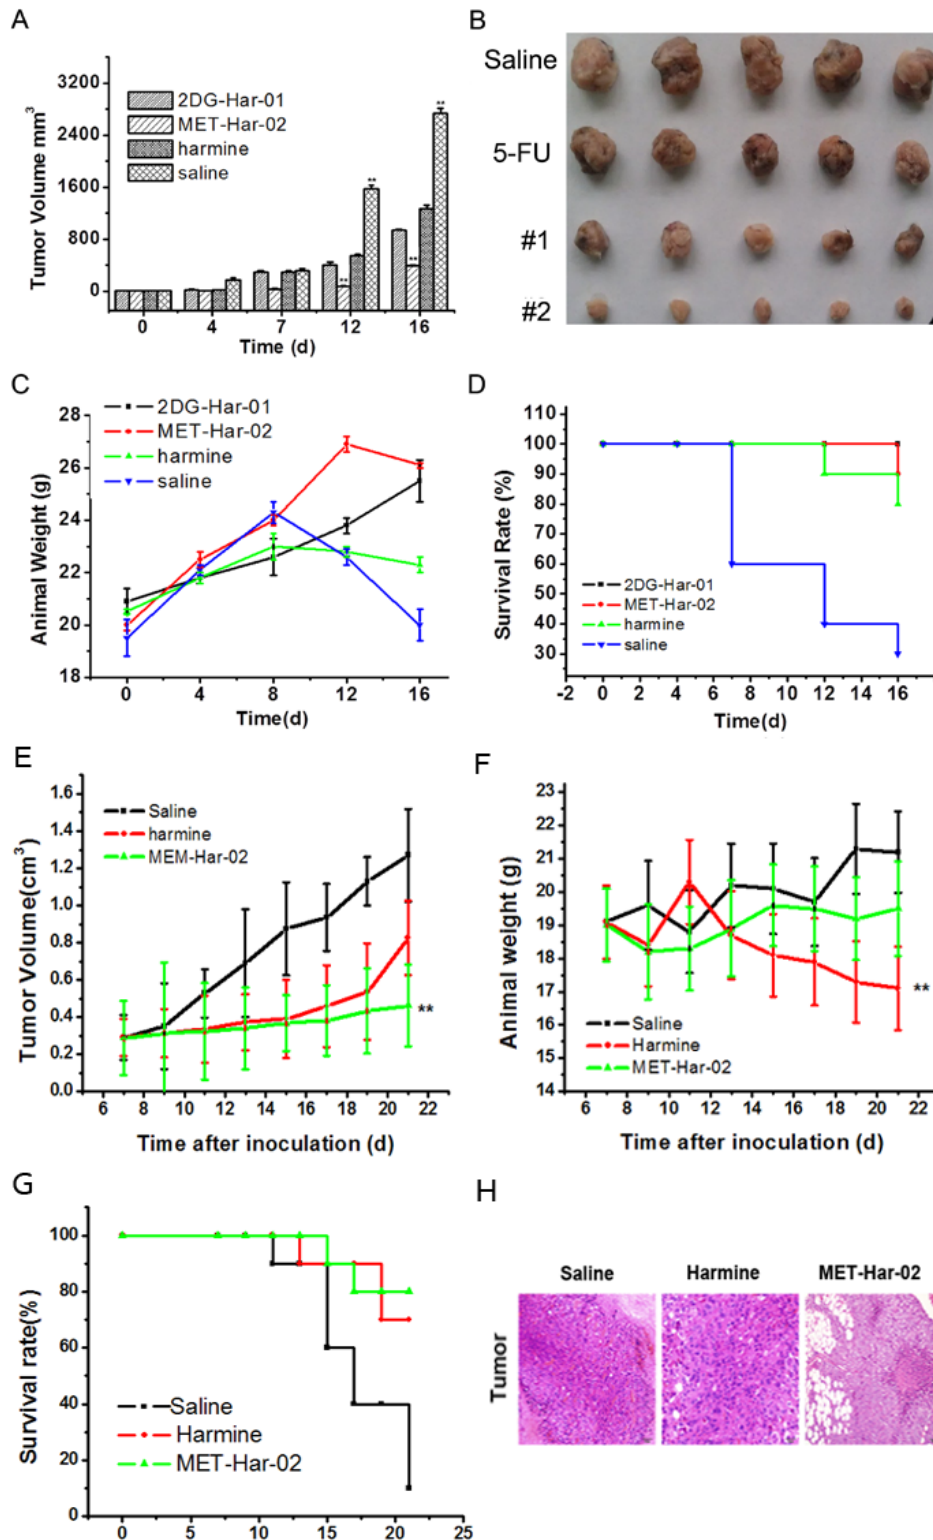 A
3200
2400
1600
800
0
Tumor Volume mm³
2DG-Har-01
MET-Har-02
harmine
saline
**
**
**
**
0 4 7 12 16
Time (d)
B
Saline
5-FU
#1
#2
C
28
26
24
22
20
18
Animal Weight (g)
2DG-Har-01
MET-Har-02
harmine
saline
0 4 8 12 16
Time(d)
D
110
100
90
80
70
60
50
40
30
Survival Rate (%)
2DG-Har-01
MET-Har-02
harmine
saline
-2 0 2 4 6 8 10 12 14 16
Time(d)
E
1.6
1.4
1.2
1.0
0.8
0.6
0.4
0.2
0.0
Tumor Volume(cm³)
Saline
harmine
MEM-Har-02
**
6 8 10 12 14 16 18 20 22
Time after inoculation (d)
F
23
22
21
20
19
18
17
16
15
14
Animal weight (g)
**
Saline
Harmine
MET-Har-02
6 8 10 12 14 16 18 20 22
Time after inoculation (d)
G
100
80
60
40
20
0
Survival rate(%)
Saline
Harmine
MET-Har-02
0 5 10 15 20 25
H
Saline Harmine MET-Har-02
Tumor